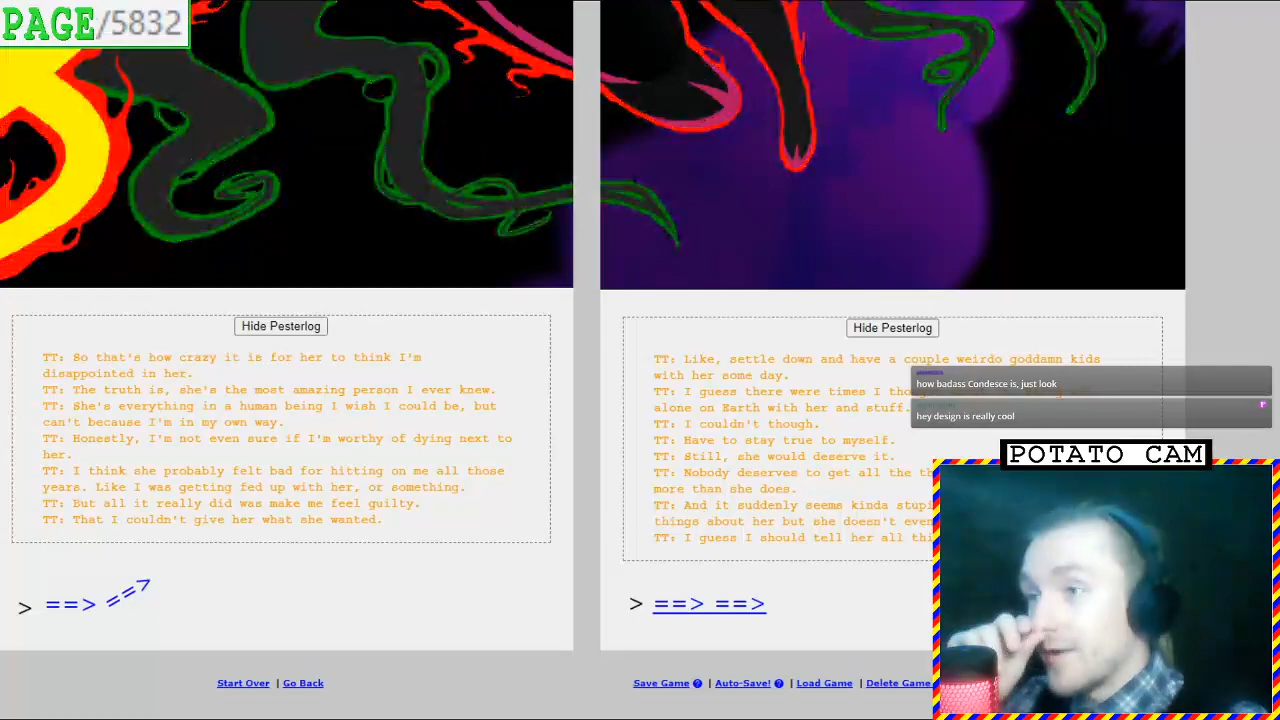 PAGE/5832
Hide Pesterlog
TT: So that's how crazy it is for her to think I'm
disappointed in her.
TT: The truth is, she's the most amazing person I ever knew.
TT: She's everything in a human being I wish I could be, but
can't because I'm in my own way.
TT: Honestly, I'm not even sure if I'm worthy of dying next to
her.
TT: I think she probably felt bad for hitting on me all those
years. Like I was getting fed up with her, or something.
TT: But all it really did was make me feel guilty.
TT: That I couldn't give her what she wanted.
> ==> ==>
Start Over | Go Back
Hide Pesterlog
TT: Like, settle down and have a couple weirdo goddamn kids
with her some day.
TT: I guess there were times I
alone on Earth with her and stuff.
TT: I couldn't though.
TT: Have to stay true to myself.
TT: Still, she would deserve it.
TT: Nobody deserves to get all the
more than she does.
TT: And it suddenly seems kinda
things about her but she doesn't
TT: I guess I should tell her all
> ==> ==>
Save Game ? | Auto-Save! ? | Load Game | Delete Game
how badass Condesce is, just look
hey design is really cool
POTATO CAM